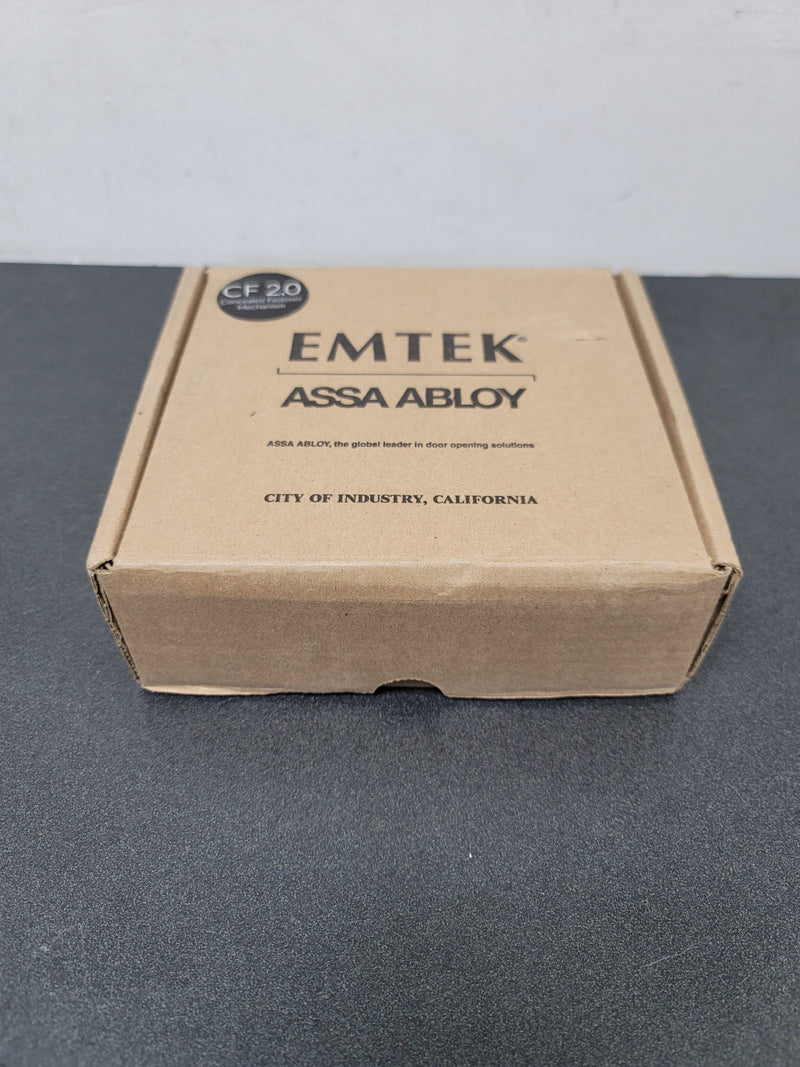 CF 2.0
Concealed Fastener
Mechanism
EMTEK®
ASSA ABLOY
ASSA ABLOY, the global leader in door opening solutions
CITY OF INDUSTRY, CALIFORNIA